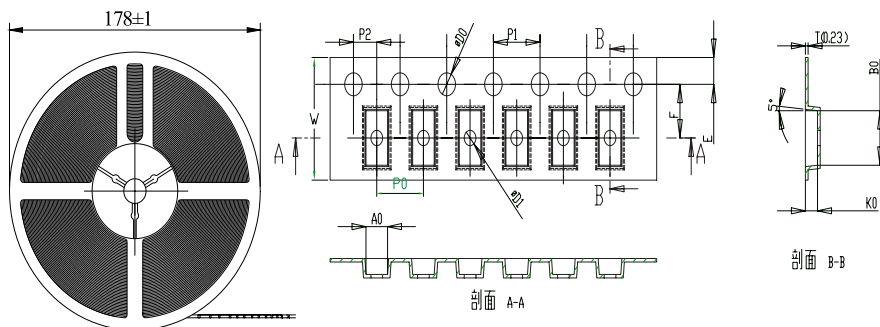 178±1
P2
øD0
P1
B
W
F
E
A
A
P0
øD1
B
A0
剖面 A-A
T(0.23)
B0
5°
K0
剖面 B-B